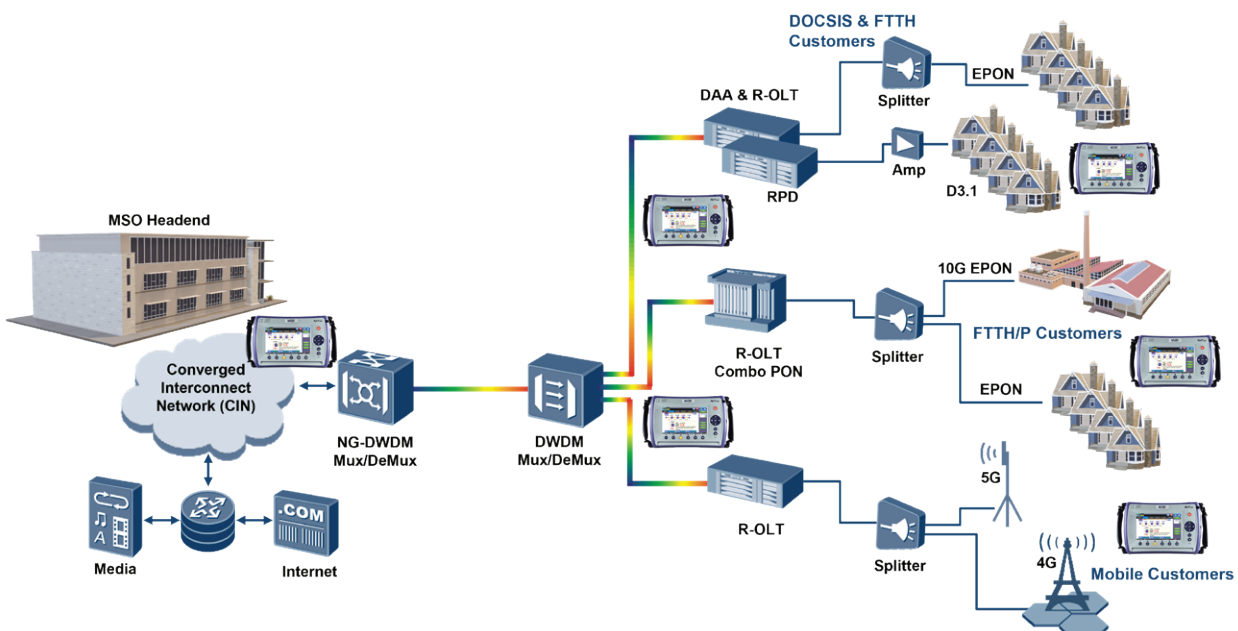 DOCSIS & FTTH
Customers
EPON
Splitter
DAA & R-OLT
Amp
D3.1
RPD
MSO Headend
10G EPON
FTTH/P Customers
Splitter
R-OLT
Combo PON
EPON
Converged
Interconnect
Network (CIN)
NG-DWDM
Mux/DeMux
DWDM
Mux/DeMux
5G
R-OLT
Splitter
4G
Mobile Customers
A
Media
.COM
Internet